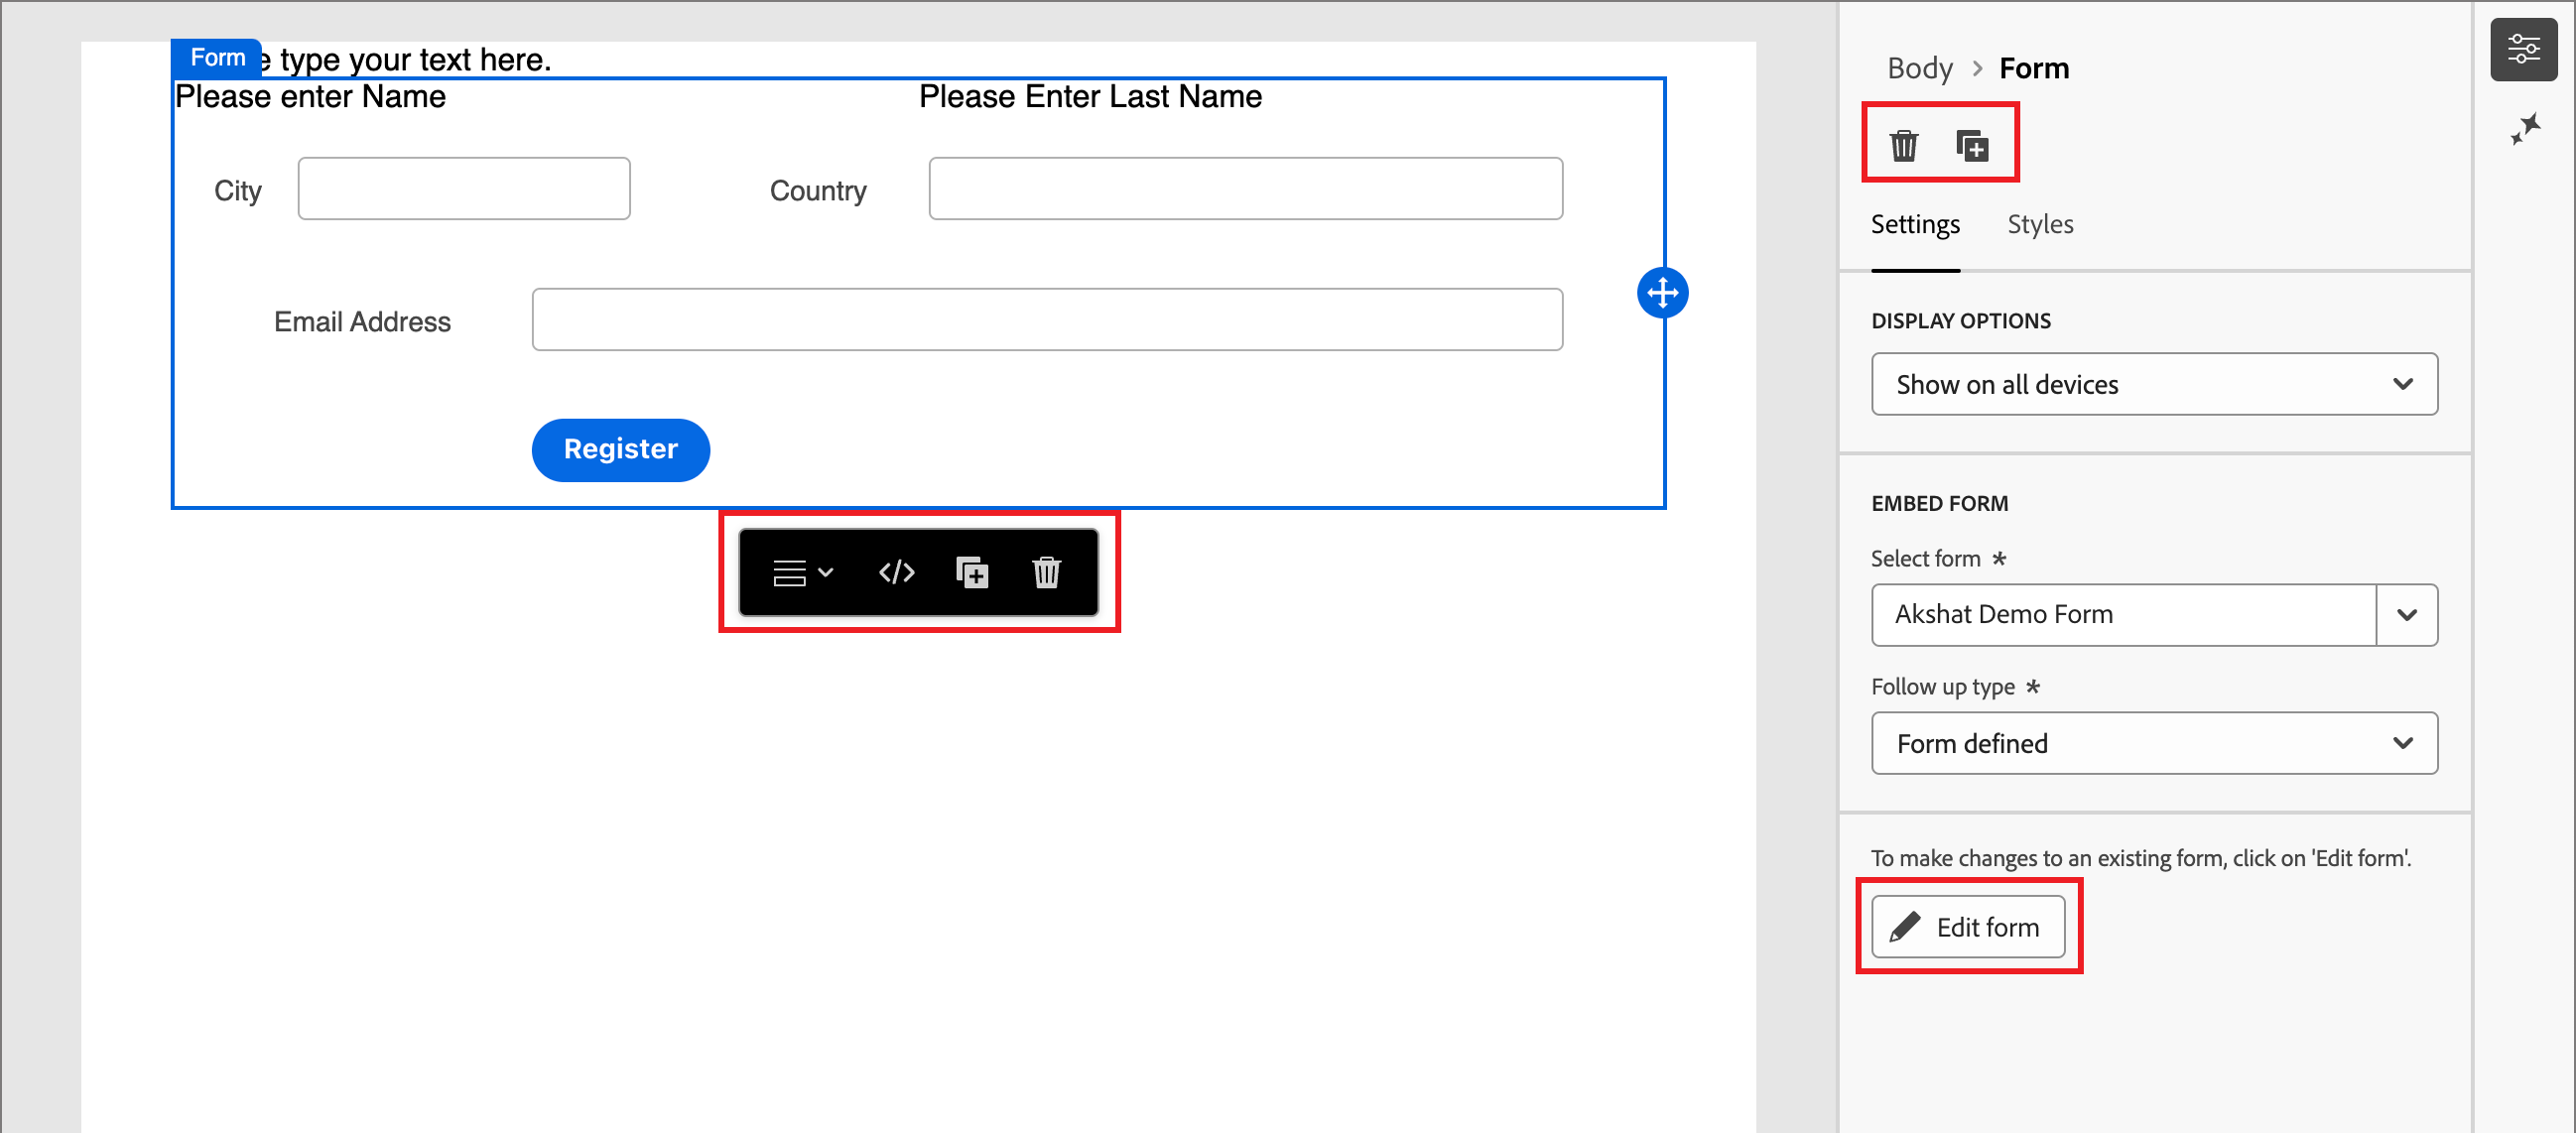 Form
e type your text here.
Please enter Name
Please Enter Last Name
City
Country
Email Address
Register
Body > Form
Settings
Styles
DISPLAY OPTIONS
Show on all devices
EMBED FORM
Select form *
Akshat Demo Form
Follow up type *
Form defined
To make changes to an existing form, click on 'Edit form'.
Edit form